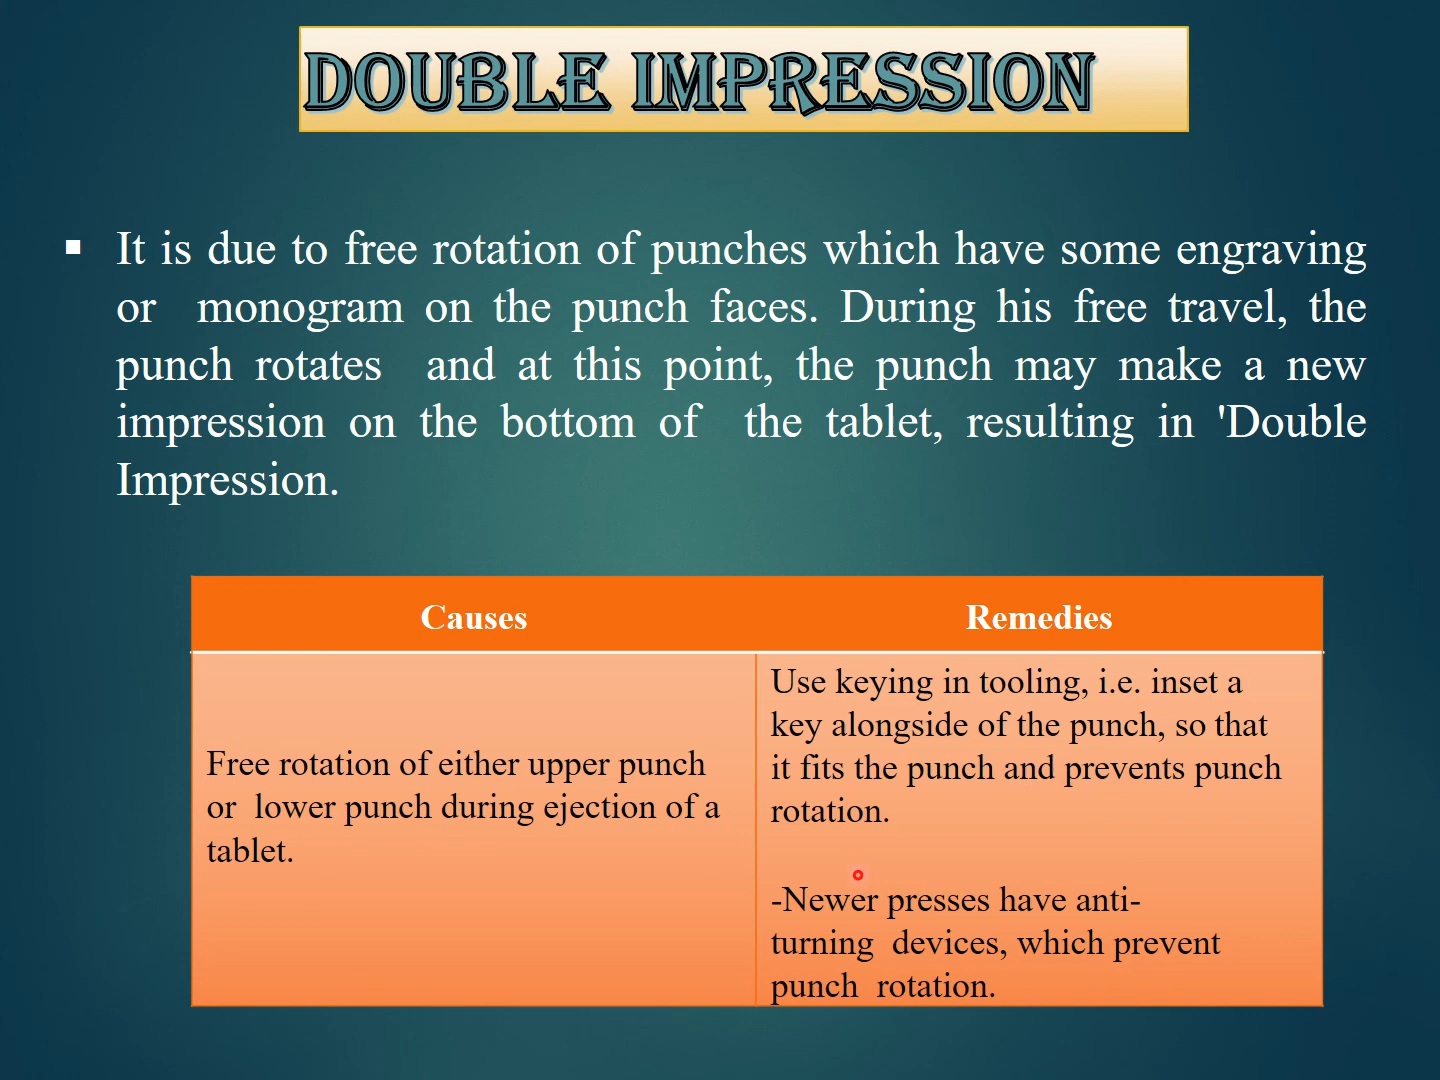 DOUBLE IMPRESSION
▪ It is due to free rotation of punches which have some engraving
or monogram on the punch faces. During his free travel, the
punch rotates and at this point, the punch may make a new
impression on the bottom of the tablet, resulting in 'Double
Impression.
Causes
Remedies
Free rotation of either upper punch
or lower punch during ejection of a
tablet.
Use keying in tooling, i.e. inset a
key alongside of the punch, so that
it fits the punch and prevents punch
rotation.
-Newer presses have anti-
turning devices, which prevent
punch rotation.